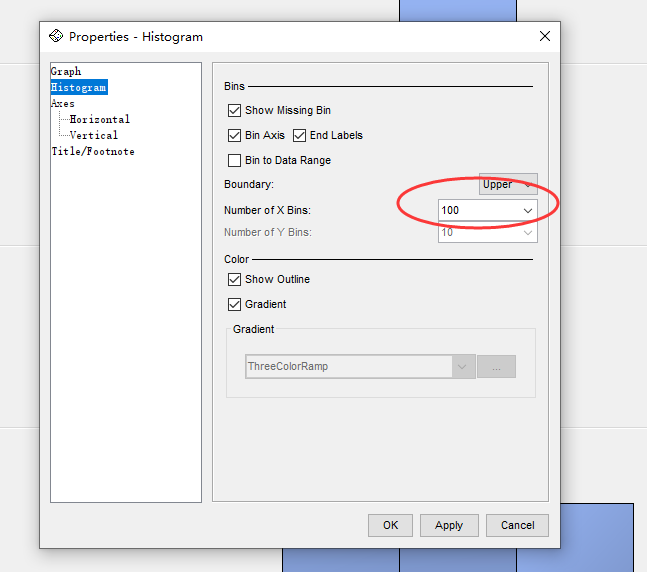 Properties - Histogram
Graph
Histogram
Axes
Horizontal
Vertical
Title/Footnote
Bins
Show Missing Bin
Bin Axis End Labels
Bin to Data Range
Boundary: Upper
Number of X Bins: 100
Number of Y Bins: 10
Color
Show Outline
Gradient
Gradient
ThreeColorRamp ...
OK Apply Cancel